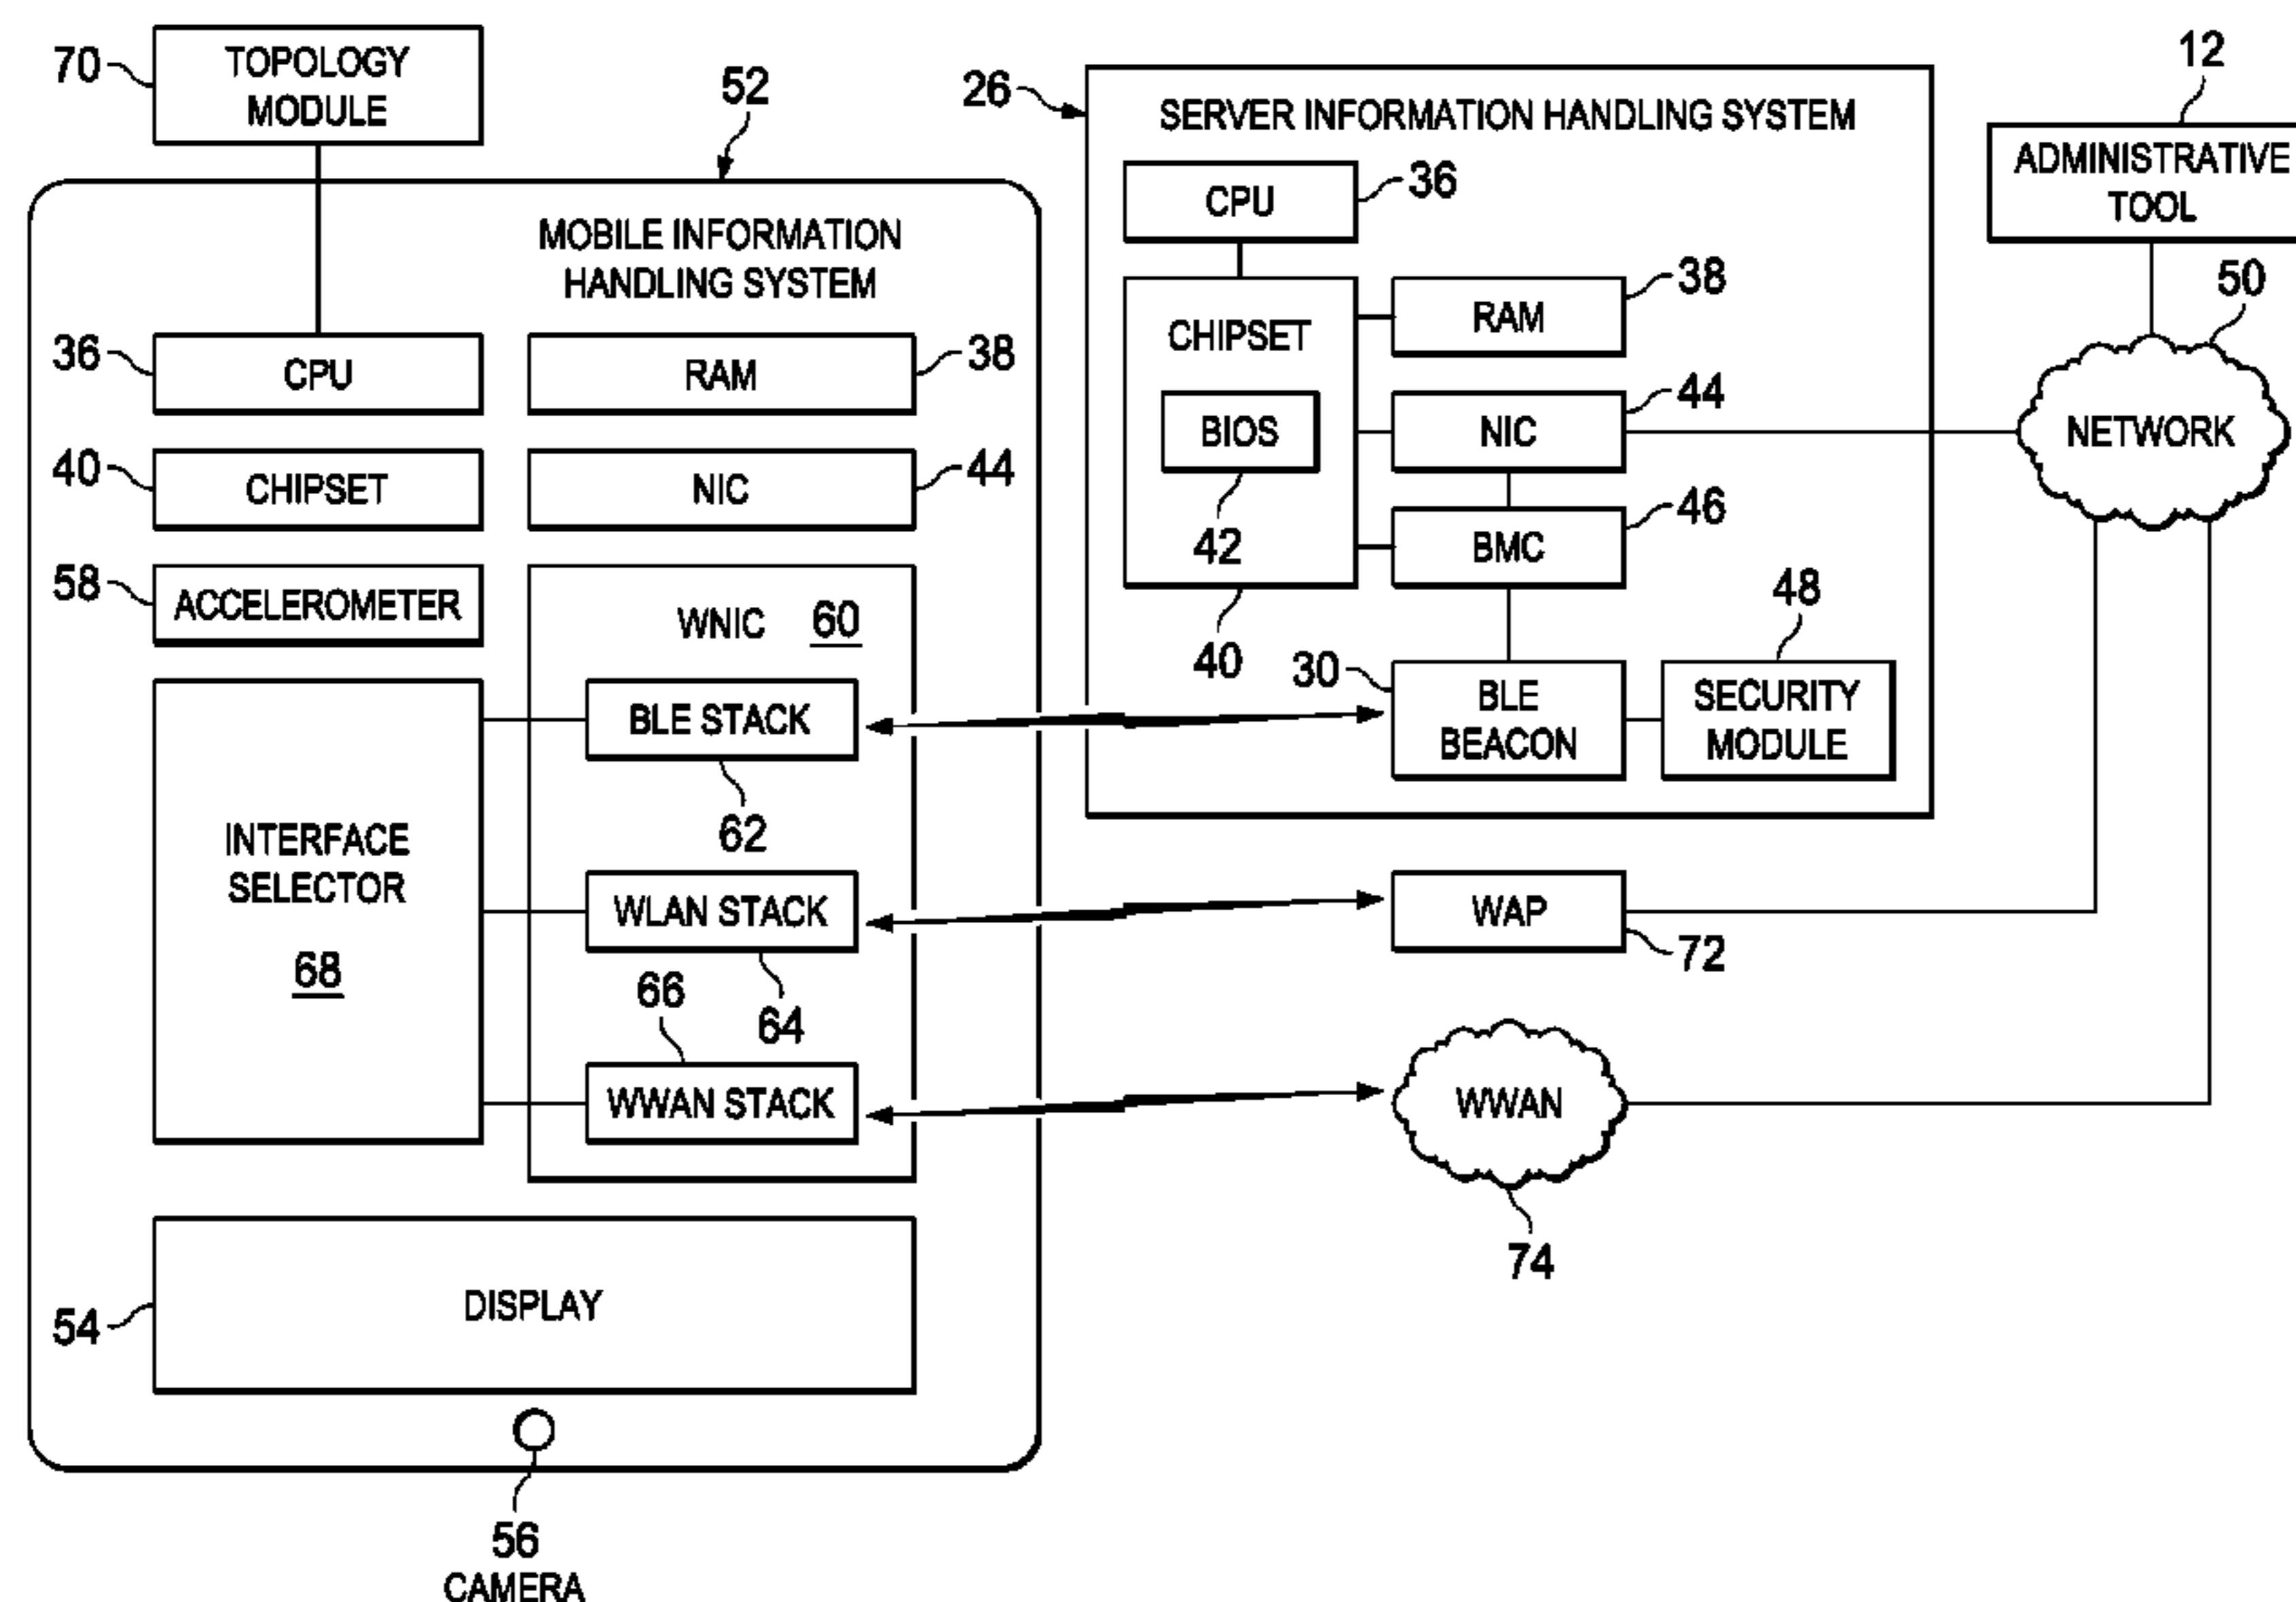 70
TOPOLOGY
MODULE
52
MOBILE INFORMATION
HANDLING SYSTEM
36
CPU
RAM
38
40
CHIPSET
NIC
44
58
ACCELEROMETER
WNIC
60
BLE STACK
62
INTERFACE
SELECTOR
68
WLAN STACK
64
66
WWAN STACK
54
DISPLAY
56
CAMERA
26
SERVER INFORMATION HANDLING SYSTEM
CPU
36
CHIPSET
RAM
38
BIOS
42
NIC
44
40
BMC
46
30
BLE
BEACON
48
SECURITY
MODULE
12
ADMINISTRATIVE
TOOL
50
NETWORK
WAP
72
WWAN
74